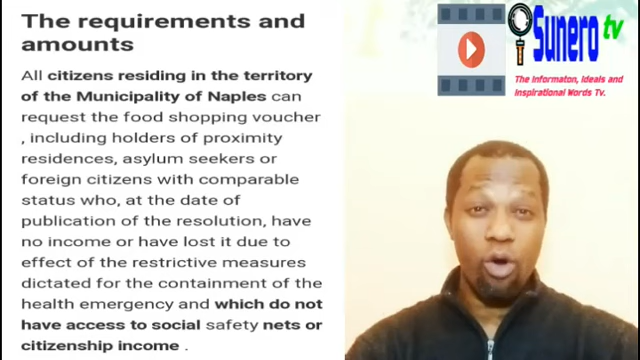 The requirements and
amounts
All citizens residing in the territory
of the Municipality of Naples can
request the food shopping voucher
, including holders of proximity
residences, asylum seekers or
foreign citizens with comparable
status who, at the date of
publication of the resolution, have
no income or have lost it due to
effect of the restrictive measures
dictated for the containment of the
health emergency and which do not
have access to social safety nets or
citizenship income .
Sunero tv
The Informaton, Ideals and
Inspirational Words Tv.